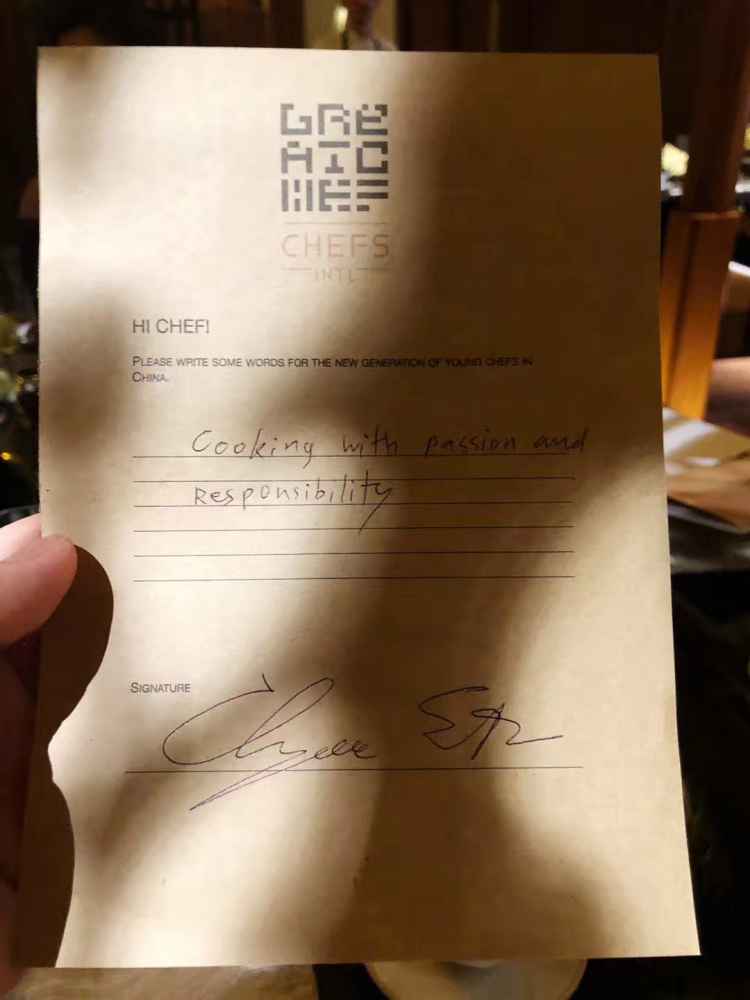 GRE
ATC
HEF
CHEFS
INTL
HI CHEF!
PLEASE WRITE SOME WORDS FOR THE NEW GENERATION OF YOUNG CHEFS IN
CHINA.
Cooking with passion and
Responsibility
SIGNATURE